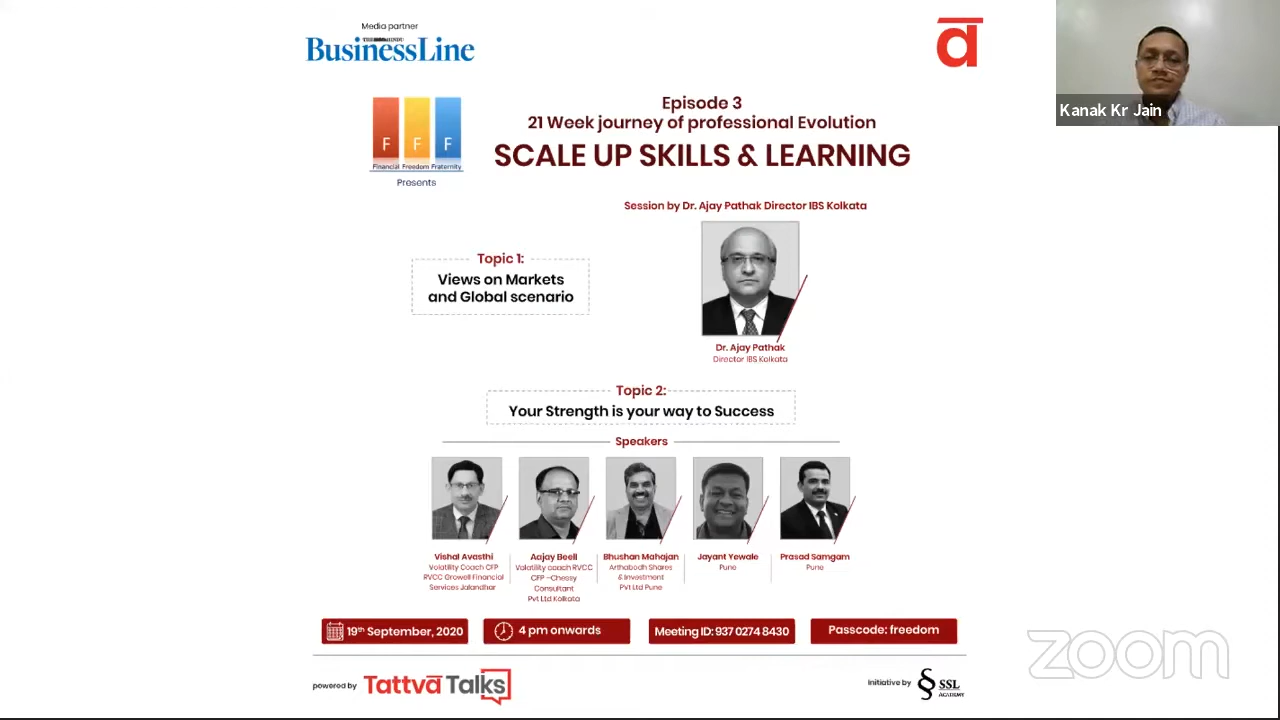 Media partner
THE HINDU
BusinessLine
ā
Kanak Kr Jain
Episode 3
21 Week journey of professional Evolution
SCALE UP SKILLS & LEARNING
F F F
Financial Freedom Fraternity
Presents
Session by Dr. Ajay Pathak Director IBS Kolkata
Topic 1:
Views on Markets
and Global scenario
Dr. Ajay Pathak
Director IBS Kolkata
Topic 2:
Your Strength is your way to Success
Speakers
Vishal Avasthi
Volatility Coach CFP
RVCC Growell Financial
Services Jalandhar
Aajay Beell
Volatility coach RVCC
CFP –Chessy
Consultant
Pvt Ltd Kolkata
Bhushan Mahajan
Arthabodh Shares
& Investment
PVt Ltd Pune
Jayant Yewale
Pune
Prasad Samgam
Pune
19th September, 2020
4 pm onwards
Meeting ID: 937 0274 8430
Passcode: freedom
powered by Tattvā Talks
Initiative by SSL
ACADEMY
zoom